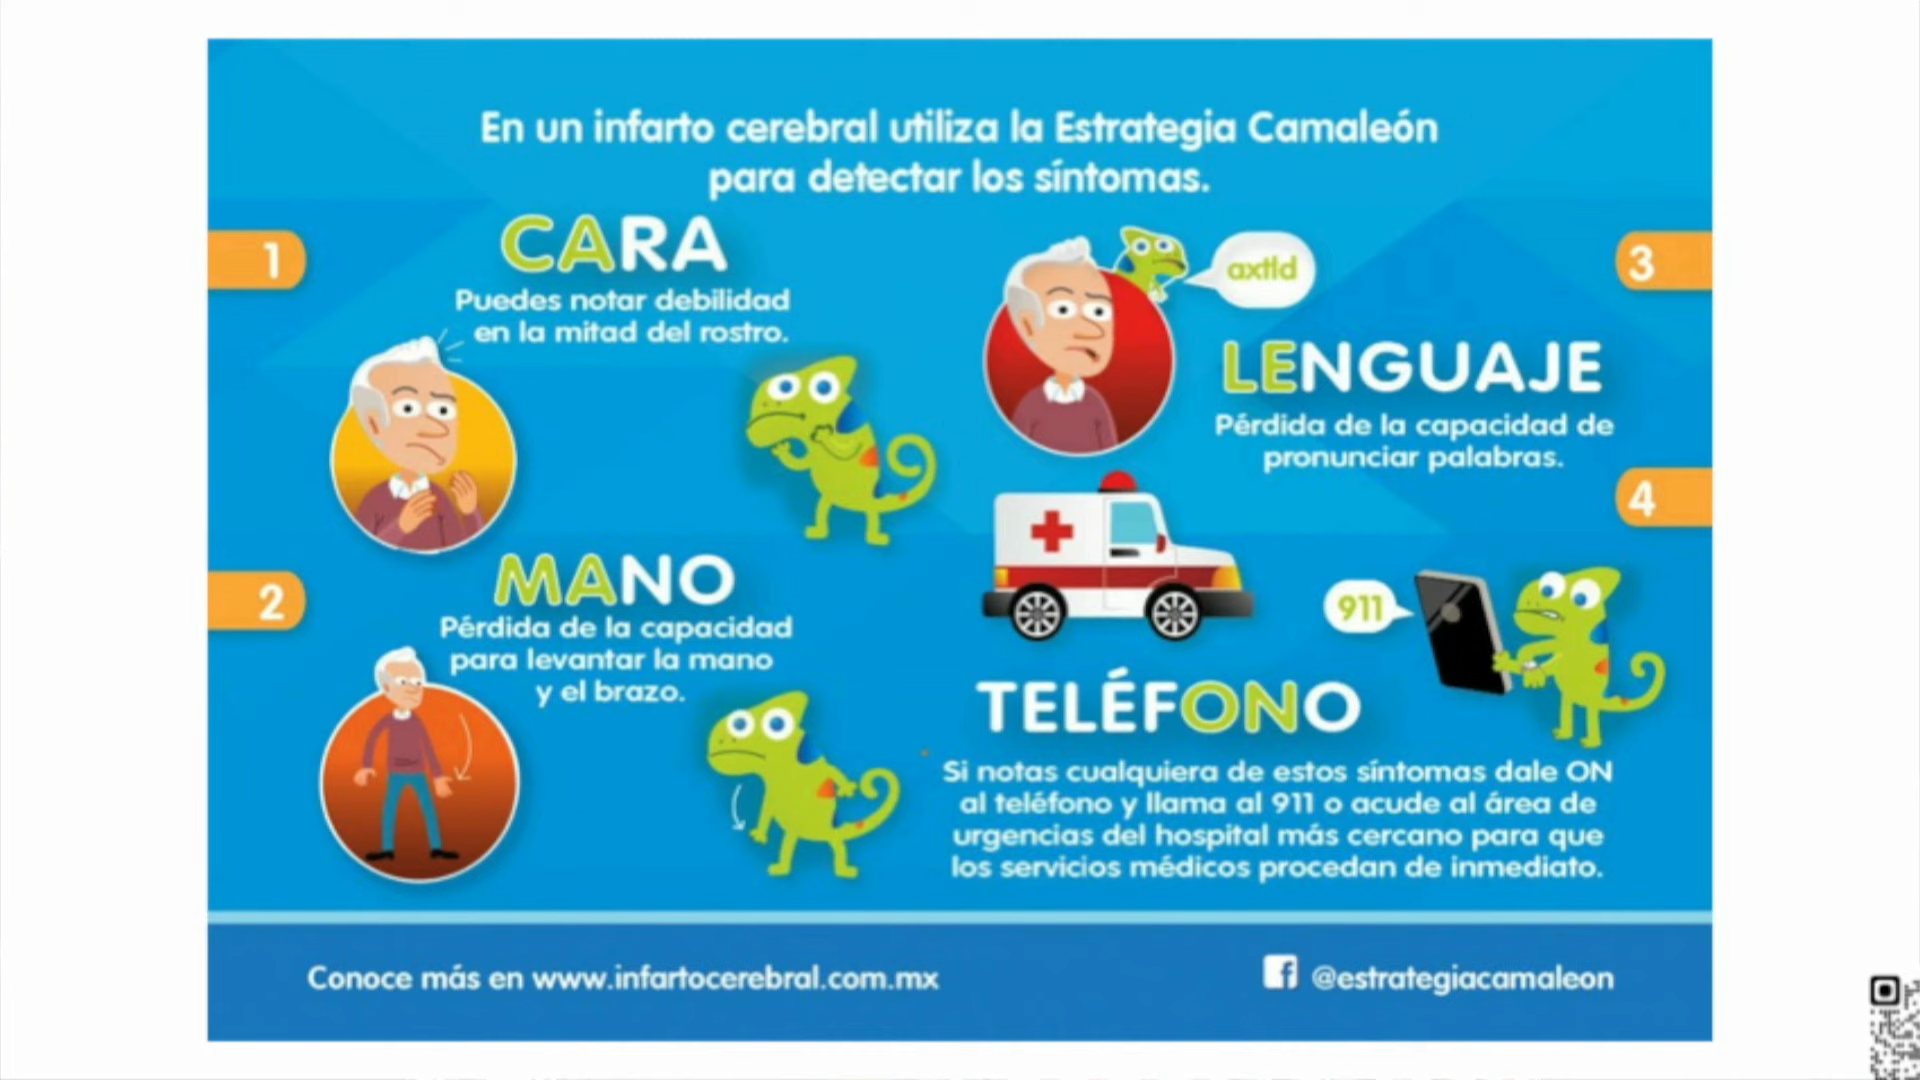 En un infarto cerebral utiliza la Estrategia Camaleón
para detectar los síntomas.
1
CARA
Puedes notar debilidad
en la mitad del rostro.
2
MANO
Pérdida de la capacidad
para levantar la mano
y el brazo.
3
axtld
LENGUAJE
Pérdida de la capacidad de
pronunciar palabras.
4
911
TELÉFONO
Si notas cualquiera de estos síntomas dale ON
al teléfono y llama al 911 o acude al área de
urgencias del hospital más cercano para que
los servicios médicos procedan de inmediato.
Conoce más en www.infartocerebral.com.mx
f @estrategiacamaleon